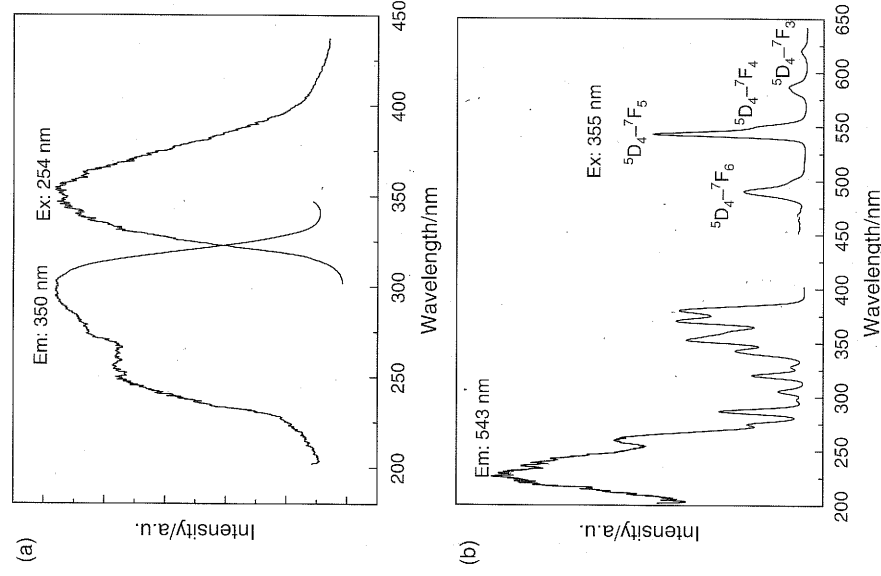 (a)
Intensity/a.u.
Em: 350 nm
Ex: 254 nm
200 250 300 350 400 450
Wavelength/nm
(b)
Intensity/a.u.
Em: 543 nm
Ex: 355 nm
⁵D₄–⁷F₆
⁵D₄–⁷F₅
⁵D₄–⁷F₄
⁵D₄–⁷F₃
200 250 300 350 400 450 500 550 600 650
Wavelength/nm